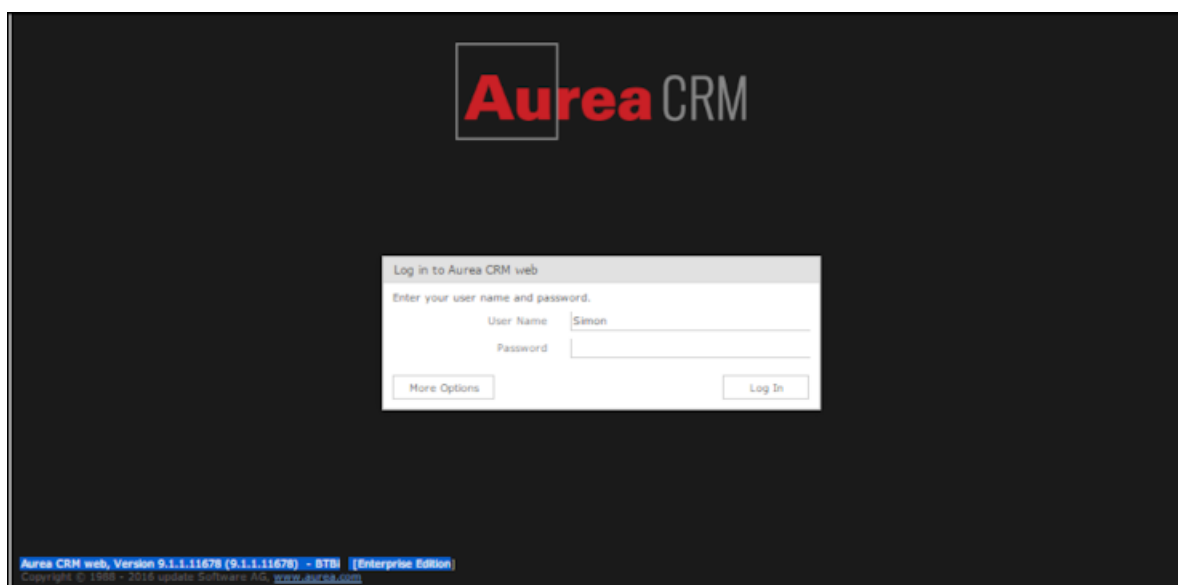 Aurea CRM
Log in to Aurea CRM web
Enter your user name and password.
User Name Simon
Password
More Options Log In
Aurea CRM web, Version 9.1.1.11678 (9.1.1.11678) - BTBi [Enterprise Edition]
Copyright © 1988 - 2016 update Software AG, www.aurea.com